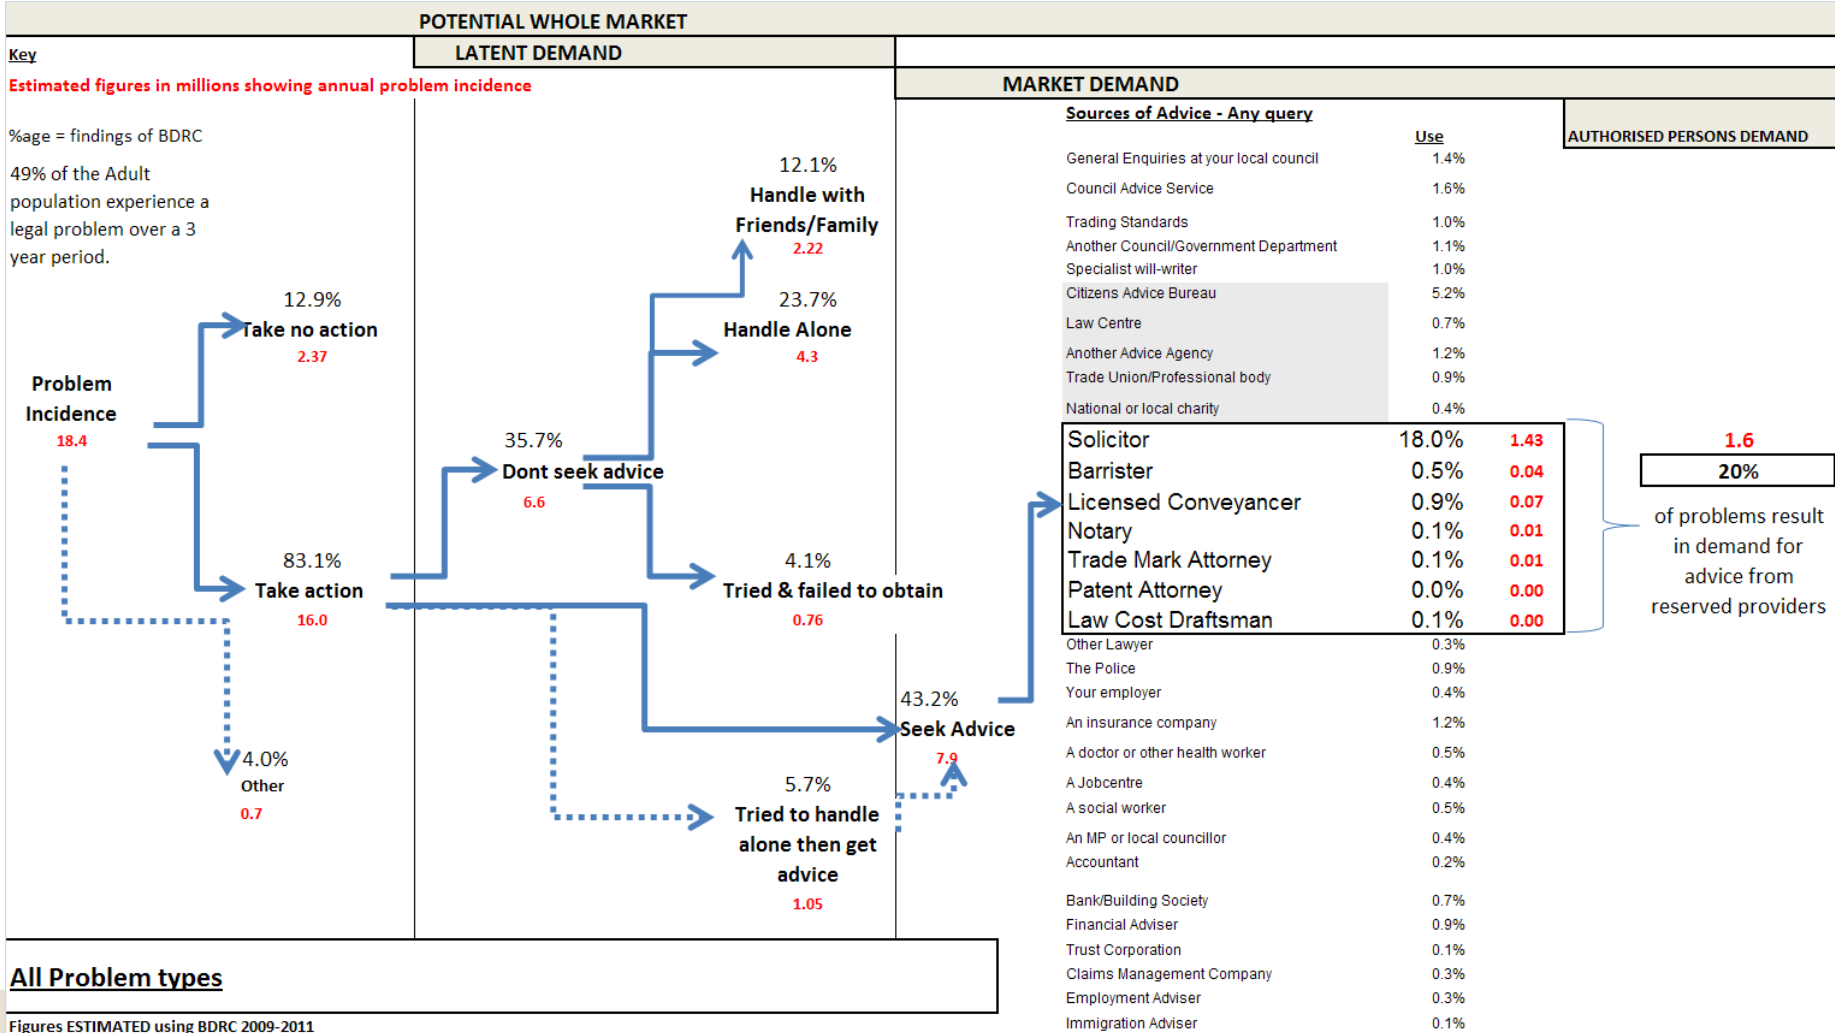 POTENTIAL WHOLE MARKET
LATENT DEMAND
Key
Estimated figures in millions showing annual problem incidence
MARKET DEMAND
Sources of Advice - Any query
Use
AUTHORISED PERSONS DEMAND
%age = findings of BDRC
49% of the Adult
population experience a
legal problem over a 3
year period.
12.9%
Take no action
2.37
Problem
Incidence
18.4
83.1%
Take action
16.0
4.0%
Other
0.7
35.7%
Dont seek advice
6.6
12.1%
Handle with
Friends/Family
2.22
23.7%
Handle Alone
4.3
4.1%
Tried & failed to obtain
0.76
43.2%
Seek Advice
7.9
5.7%
Tried to handle
alone then get
advice
1.05
General Enquiries at your local council 1.4%
Council Advice Service 1.6%
Trading Standards 1.0%
Another Council/Government Department 1.1%
Specialist will-writer 1.0%
Citizens Advice Bureau 5.2%
Law Centre 0.7%
Another Advice Agency 1.2%
Trade Union/Professional body 0.9%
National or local charity 0.4%
Solicitor 18.0% 1.43
Barrister 0.5% 0.04
Licensed Conveyancer 0.9% 0.07
Notary 0.1% 0.01
Trade Mark Attorney 0.1% 0.01
Patent Attorney 0.0% 0.00
Law Cost Draftsman 0.1% 0.00
Other Lawyer 0.3%
The Police 0.9%
Your employer 0.4%
An insurance company 1.2%
A doctor or other health worker 0.5%
A Jobcentre 0.4%
A social worker 0.5%
An MP or local councillor 0.4%
Accountant 0.2%
Bank/Building Society 0.7%
Financial Adviser 0.9%
Trust Corporation 0.1%
Claims Management Company 0.3%
Employment Adviser 0.3%
Immigration Adviser 0.1%
1.6
20%
of problems result
in demand for
advice from
reserved providers
All Problem types
Figures ESTIMATED using BDRC 2009-2011